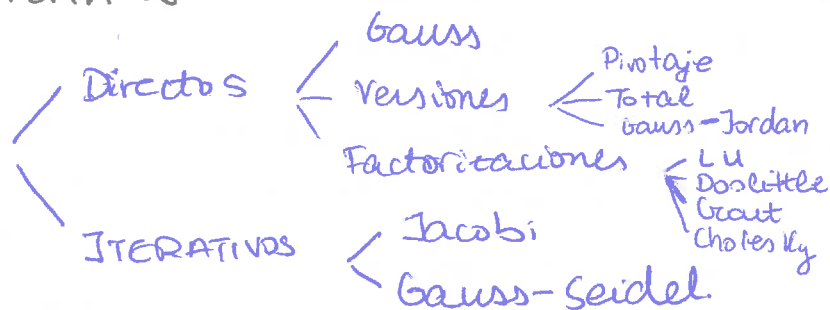 Gauss
Directos
Versiones
Pivotaje
Total
Gauss-Jordan
Factorizaciones
LU
Doolittle
Crout
Cholesky
ITERATIVOS
Jacobi
Gauss-Seidel.